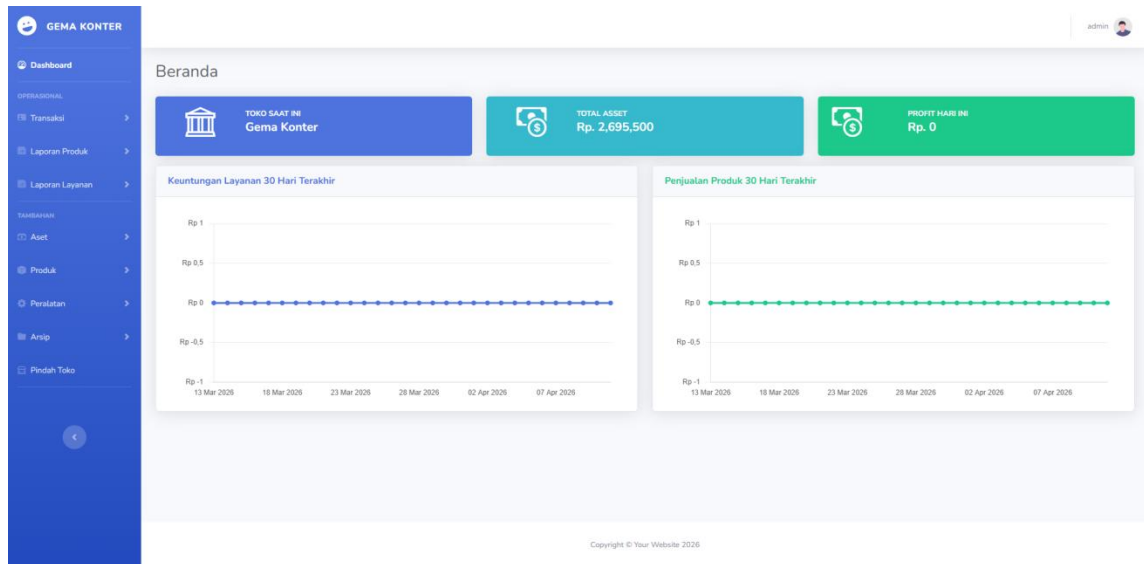 GEMA KONTER
admin
Dashboard
OPERASIONAL
Transaksi
Laporan Produk
Laporan Layanan
TAMBAHAN
Aset
Produk
Peralatan
Arsip
Pindah Toko
Beranda
TOKO SAAT INI
Gema Konter
TOTAL ASSET
Rp. 2,695,500
PROFIT HARI INI
Rp. 0
Keuntungan Layanan 30 Hari Terakhir
Rp 1
Rp 0,5
Rp 0
Rp -0,5
Rp -1
13 Mar 2026 18 Mar 2026 23 Mar 2026 28 Mar 2026 02 Apr 2026 07 Apr 2026
Penjualan Produk 30 Hari Terakhir
Rp 1
Rp 0,5
Rp 0
Rp -0,5
Rp -1
13 Mar 2026 18 Mar 2026 23 Mar 2026 28 Mar 2026 02 Apr 2026 07 Apr 2026
Copyright © Your Website 2026